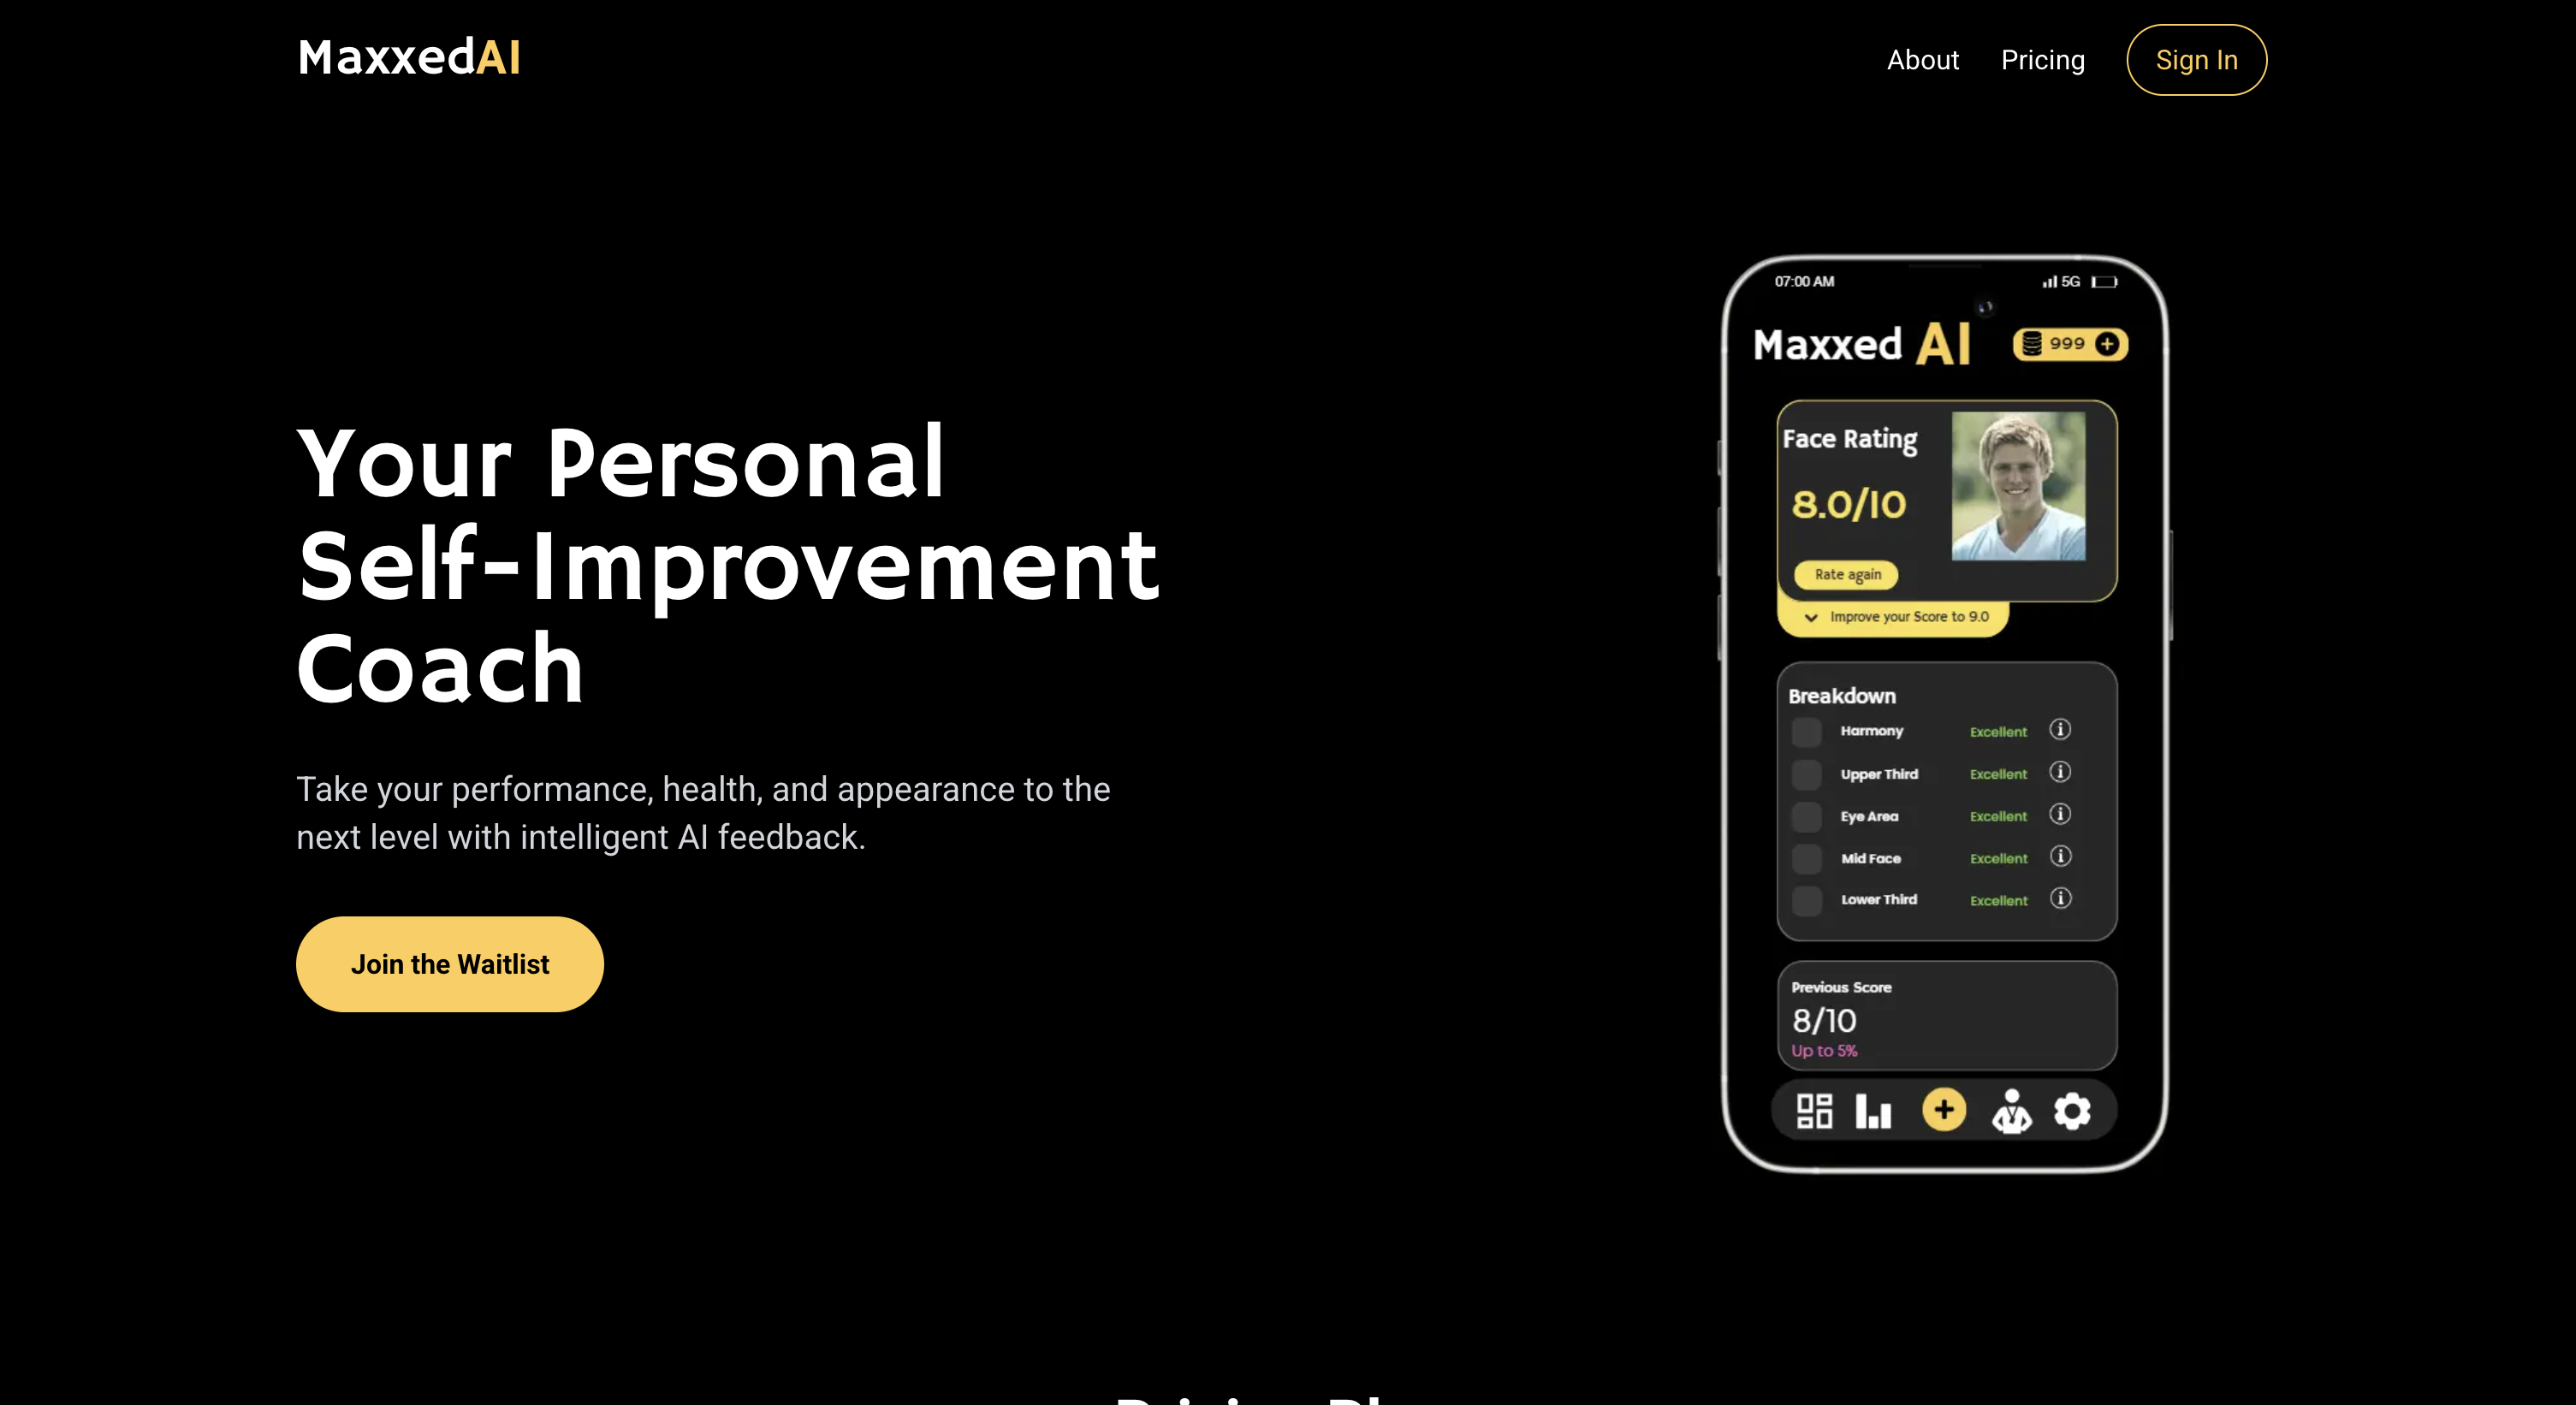 MaxxedAI
About Pricing Sign In
Your Personal
Self-Improvement
Coach
Take your performance, health, and appearance to the
next level with intelligent AI feedback.
Join the Waitlist
07:00 AM 5G
Maxxed AI 999
Face Rating
8.0/10
Rate again
Improve your Score to 9.0
Breakdown
Harmony Excellent
Upper Third Excellent
Eye Area Excellent
Mid Face Excellent
Lower Third Excellent
Previous Score
8/10
Up to 5%